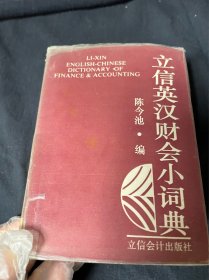 LI-XIN
ENGLISH-CHINESE
DICTIONARY OF
FINANCE & ACCOUNTING
立信英汉财会小词典
陈今池·编
立信会计出版社